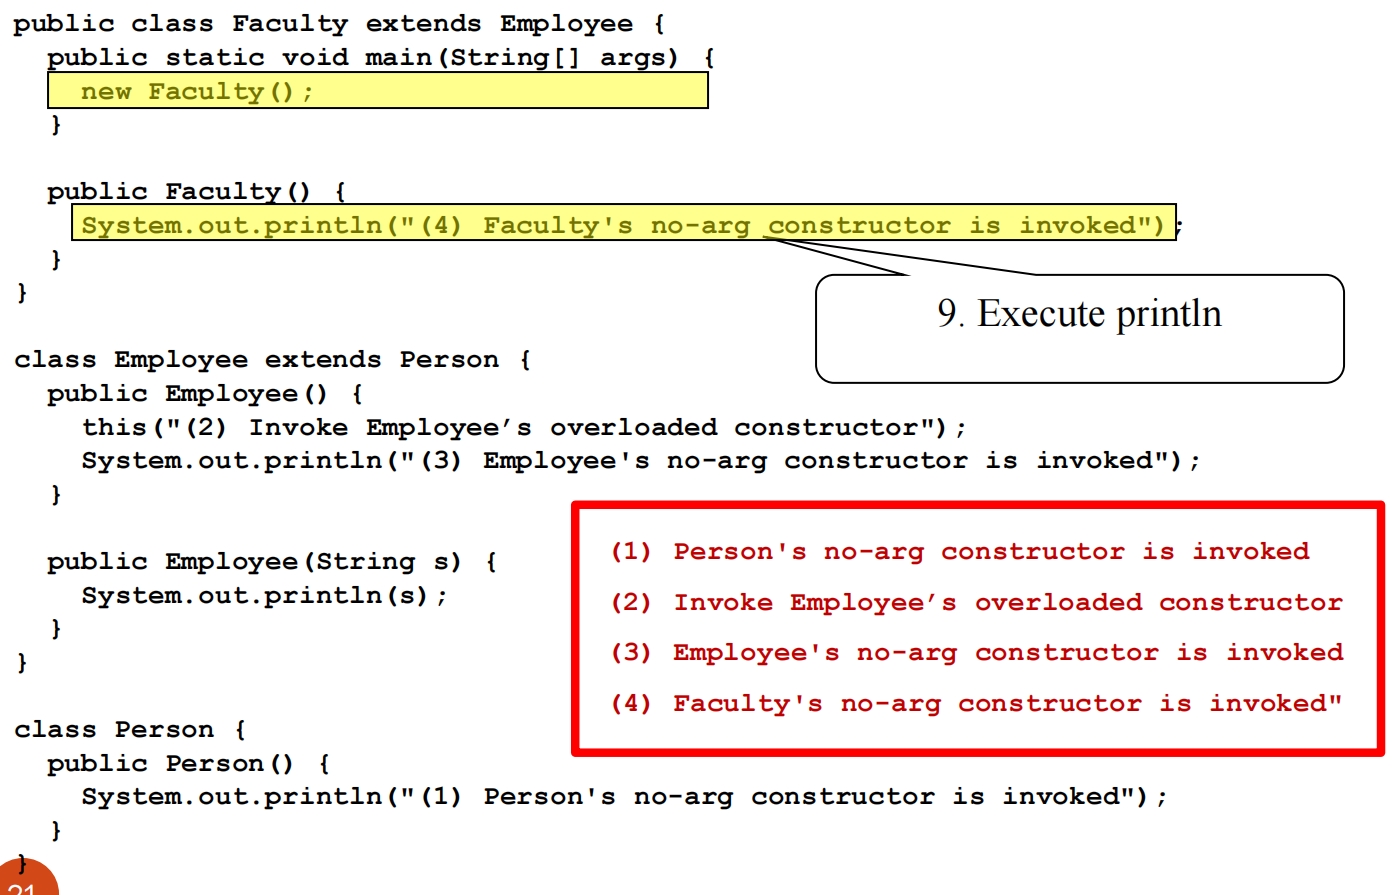 public class Faculty extends Employee {
public static void main(String[] args) {
new Faculty();
}
public Faculty() {
System.out.println("(4) Faculty's no-arg constructor is invoked");
}
}
9. Execute println
class Employee extends Person {
public Employee() {
this("(2) Invoke Employee’s overloaded constructor");
System.out.println("(3) Employee's no-arg constructor is invoked");
}
public Employee(String s) {
System.out.println(s);
}
}
(1) Person's no-arg constructor is invoked
(2) Invoke Employee’s overloaded constructor
(3) Employee's no-arg constructor is invoked
(4) Faculty's no-arg constructor is invoked"
class Person {
public Person() {
System.out.println("(1) Person's no-arg constructor is invoked");
}
}
21